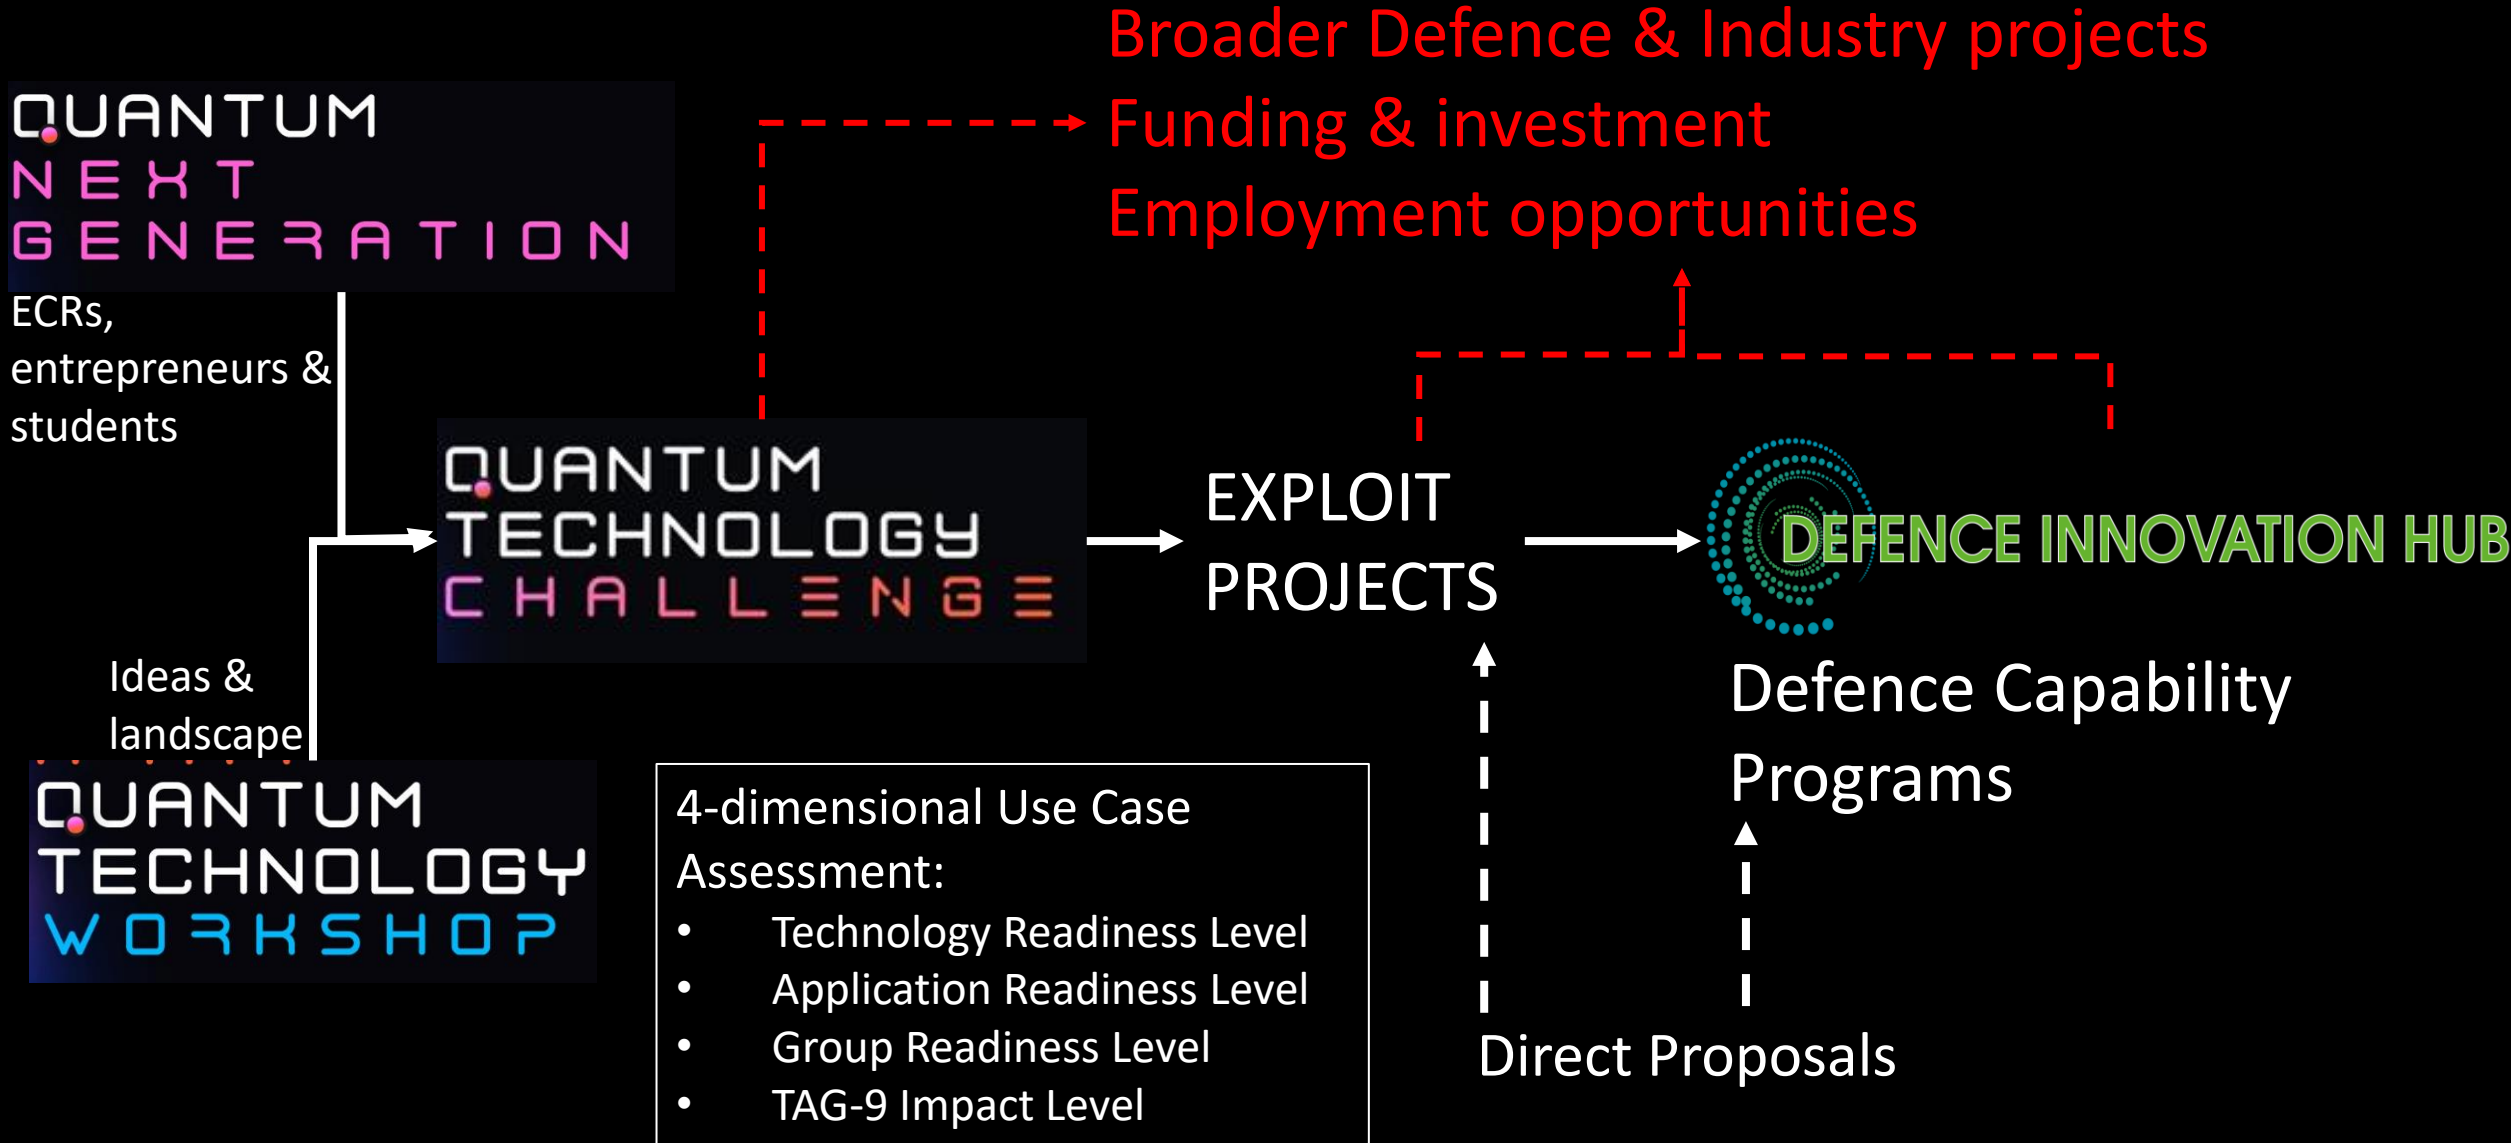 Broader Defence & Industry projects
Funding & investment
Employment opportunities
QUANTUM
NEXT
GENERATION
ECRs,
entrepreneurs &
students
QUANTUM
TECHNOLOGY
CHALLENGE
EXPLOIT
PROJECTS
DEFENCE INNOVATION HUB
Defence Capability
Programs
Ideas &
landscape
QUANTUM
TECHNOLOGY
WORKSHOP
4-dimensional Use Case
Assessment:
• Technology Readiness Level
• Application Readiness Level
• Group Readiness Level
• TAG-9 Impact Level
Direct Proposals